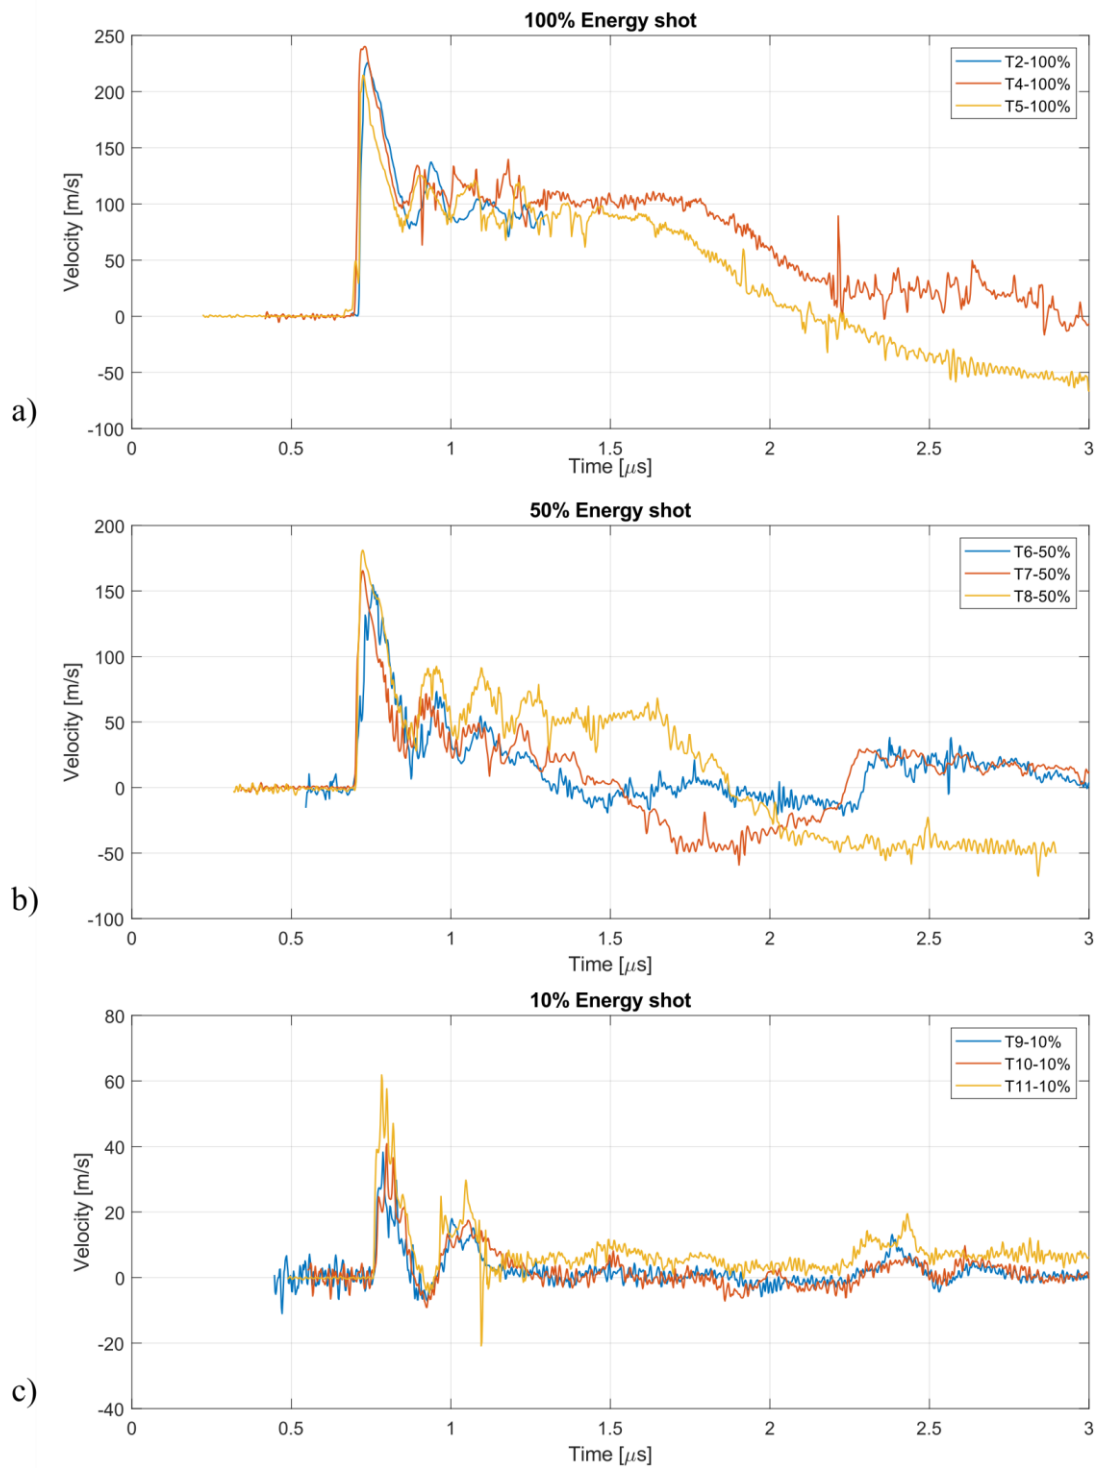 100% Energy shot
250
200
150
100
50
0
-50
-100
Velocity [m/s]
T2-100%
T4-100%
T5-100%
0 0.5 1 1.5 2 2.5 3
Time [μs]
a)
50% Energy shot
200
150
100
50
0
-50
-100
Velocity [m/s]
T6-50%
T7-50%
T8-50%
0 0.5 1 1.5 2 2.5 3
Time [μs]
b)
10% Energy shot
80
60
40
20
0
-20
-40
Velocity [m/s]
T9-10%
T10-10%
T11-10%
0 0.5 1 1.5 2 2.5 3
Time [μs]
c)